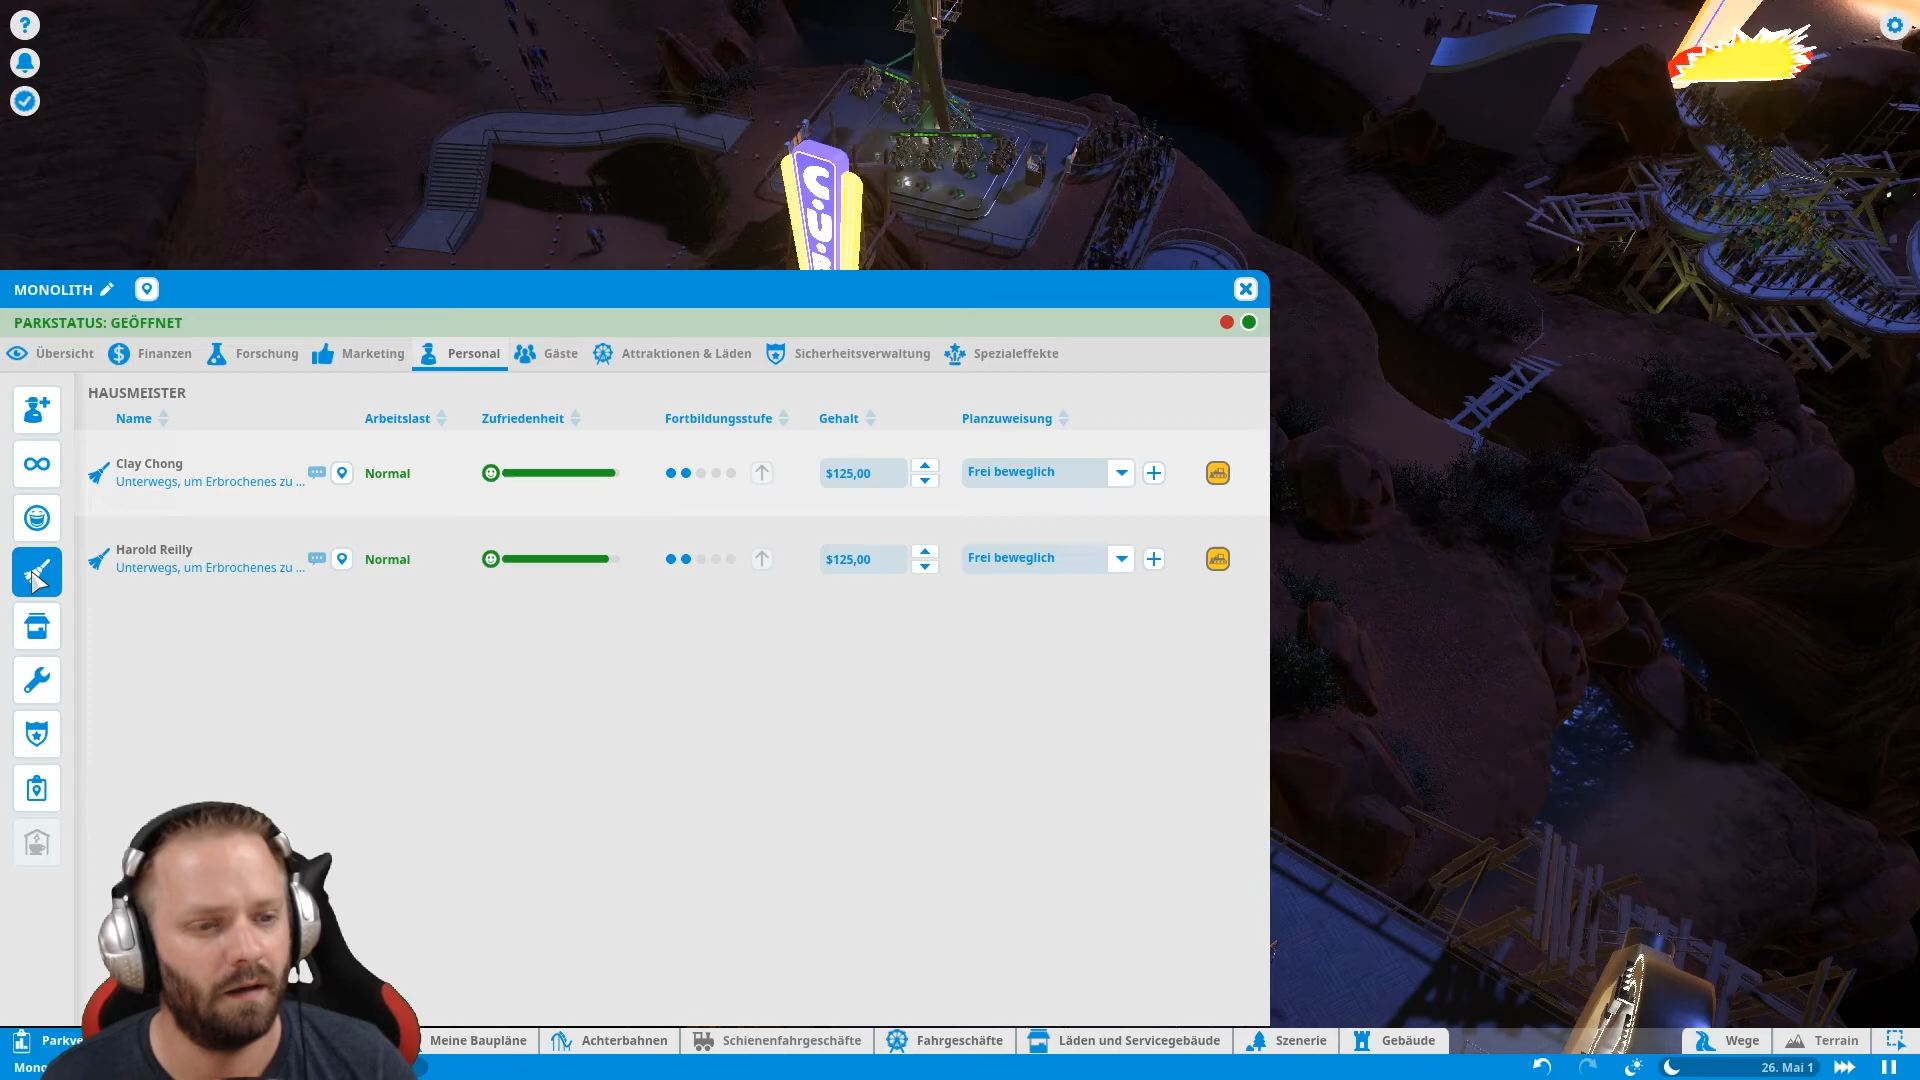 C.U.
MONOLITH
PARKSTATUS: GEÖFFNET
Übersicht
Finanzen
Forschung
Marketing
Personal
Gäste
Attraktionen & Läden
Sicherheitsverwaltung
Spezialeffekte
HAUSMEISTER
Name
Arbeitslast
Zufriedenheit
Fortbildungsstufe
Gehalt
Planzuweisung
Clay Chong
Unterwegs, um Erbrochenes zu ...
Normal
$125,00
Frei beweglich
Harold Reilly
Unterwegs, um Erbrochenes zu ...
Normal
$125,00
Frei beweglich
Parkve
Meine Baupläne
Achterbahnen
Schienenfahrgeschäfte
Fahrgeschäfte
Läden und Servicegebäude
Szenerie
Gebäude
Wege
Terrain
Mono
26. Mai 1